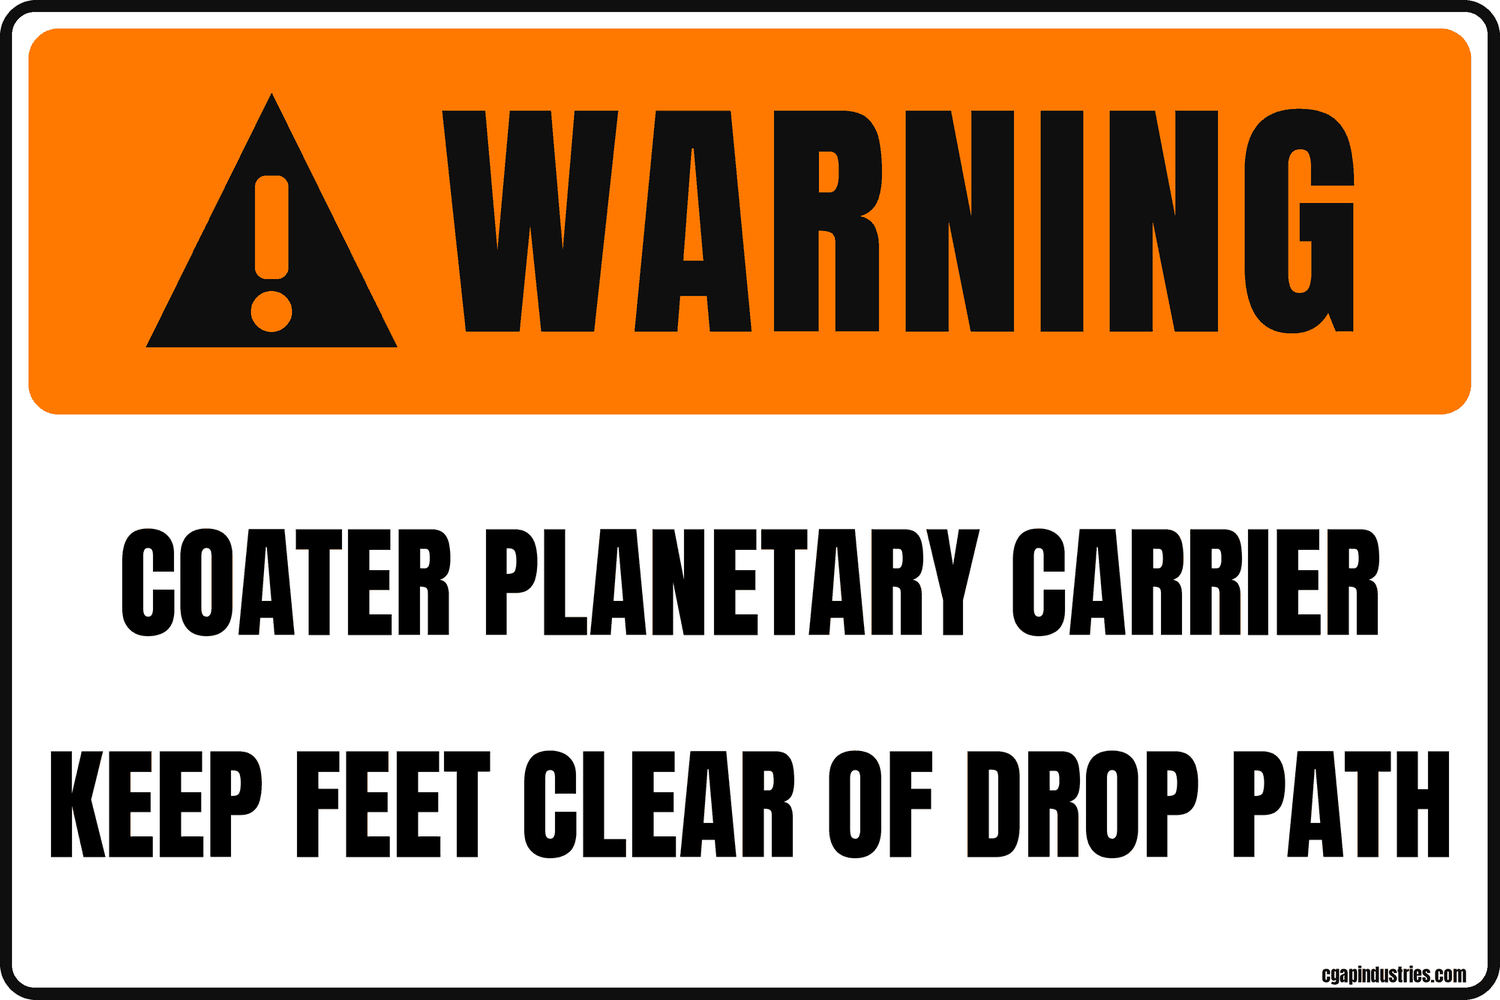 WARNING
COATER PLANETARY CARRIER
KEEP FEET CLEAR OF DROP PATH
cgapindustries.com